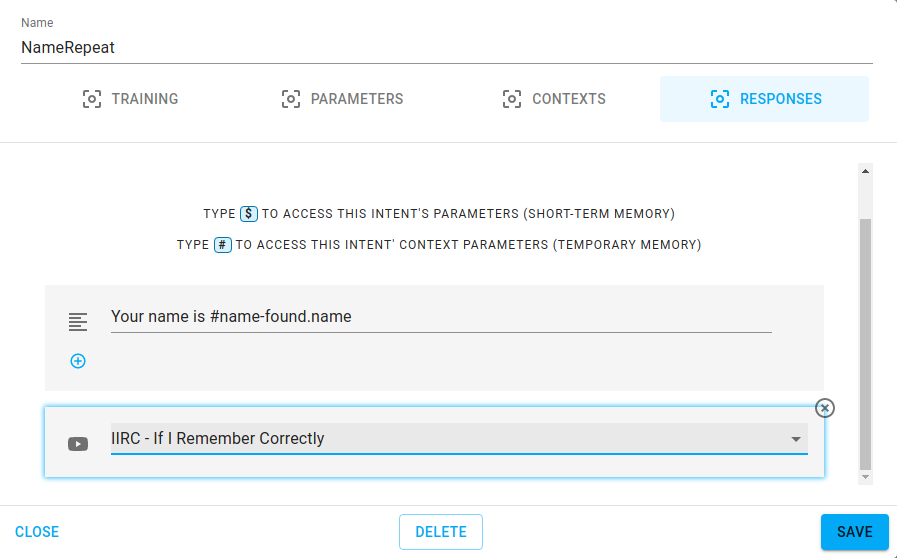 Name
NameRepeat
TRAINING PARAMETERS CONTEXTS RESPONSES
TYPE $ TO ACCESS THIS INTENT'S PARAMETERS (SHORT-TERM MEMORY)
TYPE # TO ACCESS THIS INTENT' CONTEXT PARAMETERS (TEMPORARY MEMORY)
Your name is #name-found.name
IIRC - If I Remember Correctly
CLOSE DELETE SAVE